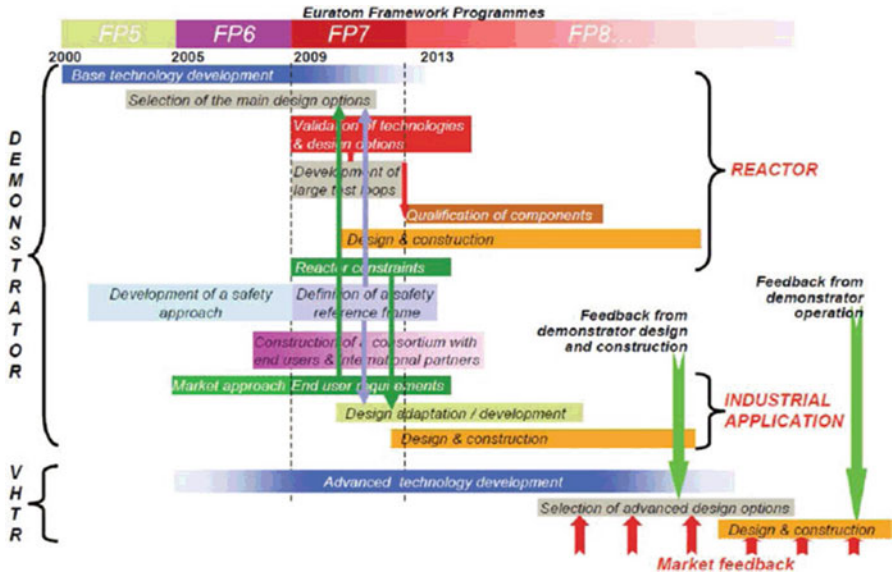 Euratom Framework Programmes
FP5 FP6 FP7 FP8...
2000 2005 2009 2013
Base technology development
Selection of the main design options
Validation of technologies
& design options
Development of
large test loops
Qualification of components
Design & construction
Reactor constraints
Development of a safety
approach
Definition of a safety
reference frame
Construction of a consortium with
end users & international partners
Market approach End user requirements
Design adaptation / development
Design & construction
Advanced technology development
Selection of advanced design options
Design & construction
Market feedback
DEMONSTRATOR
VHTR
REACTOR
Feedback from
demonstrator design
and construction
Feedback from
demonstrator
operation
INDUSTRIAL
APPLICATION